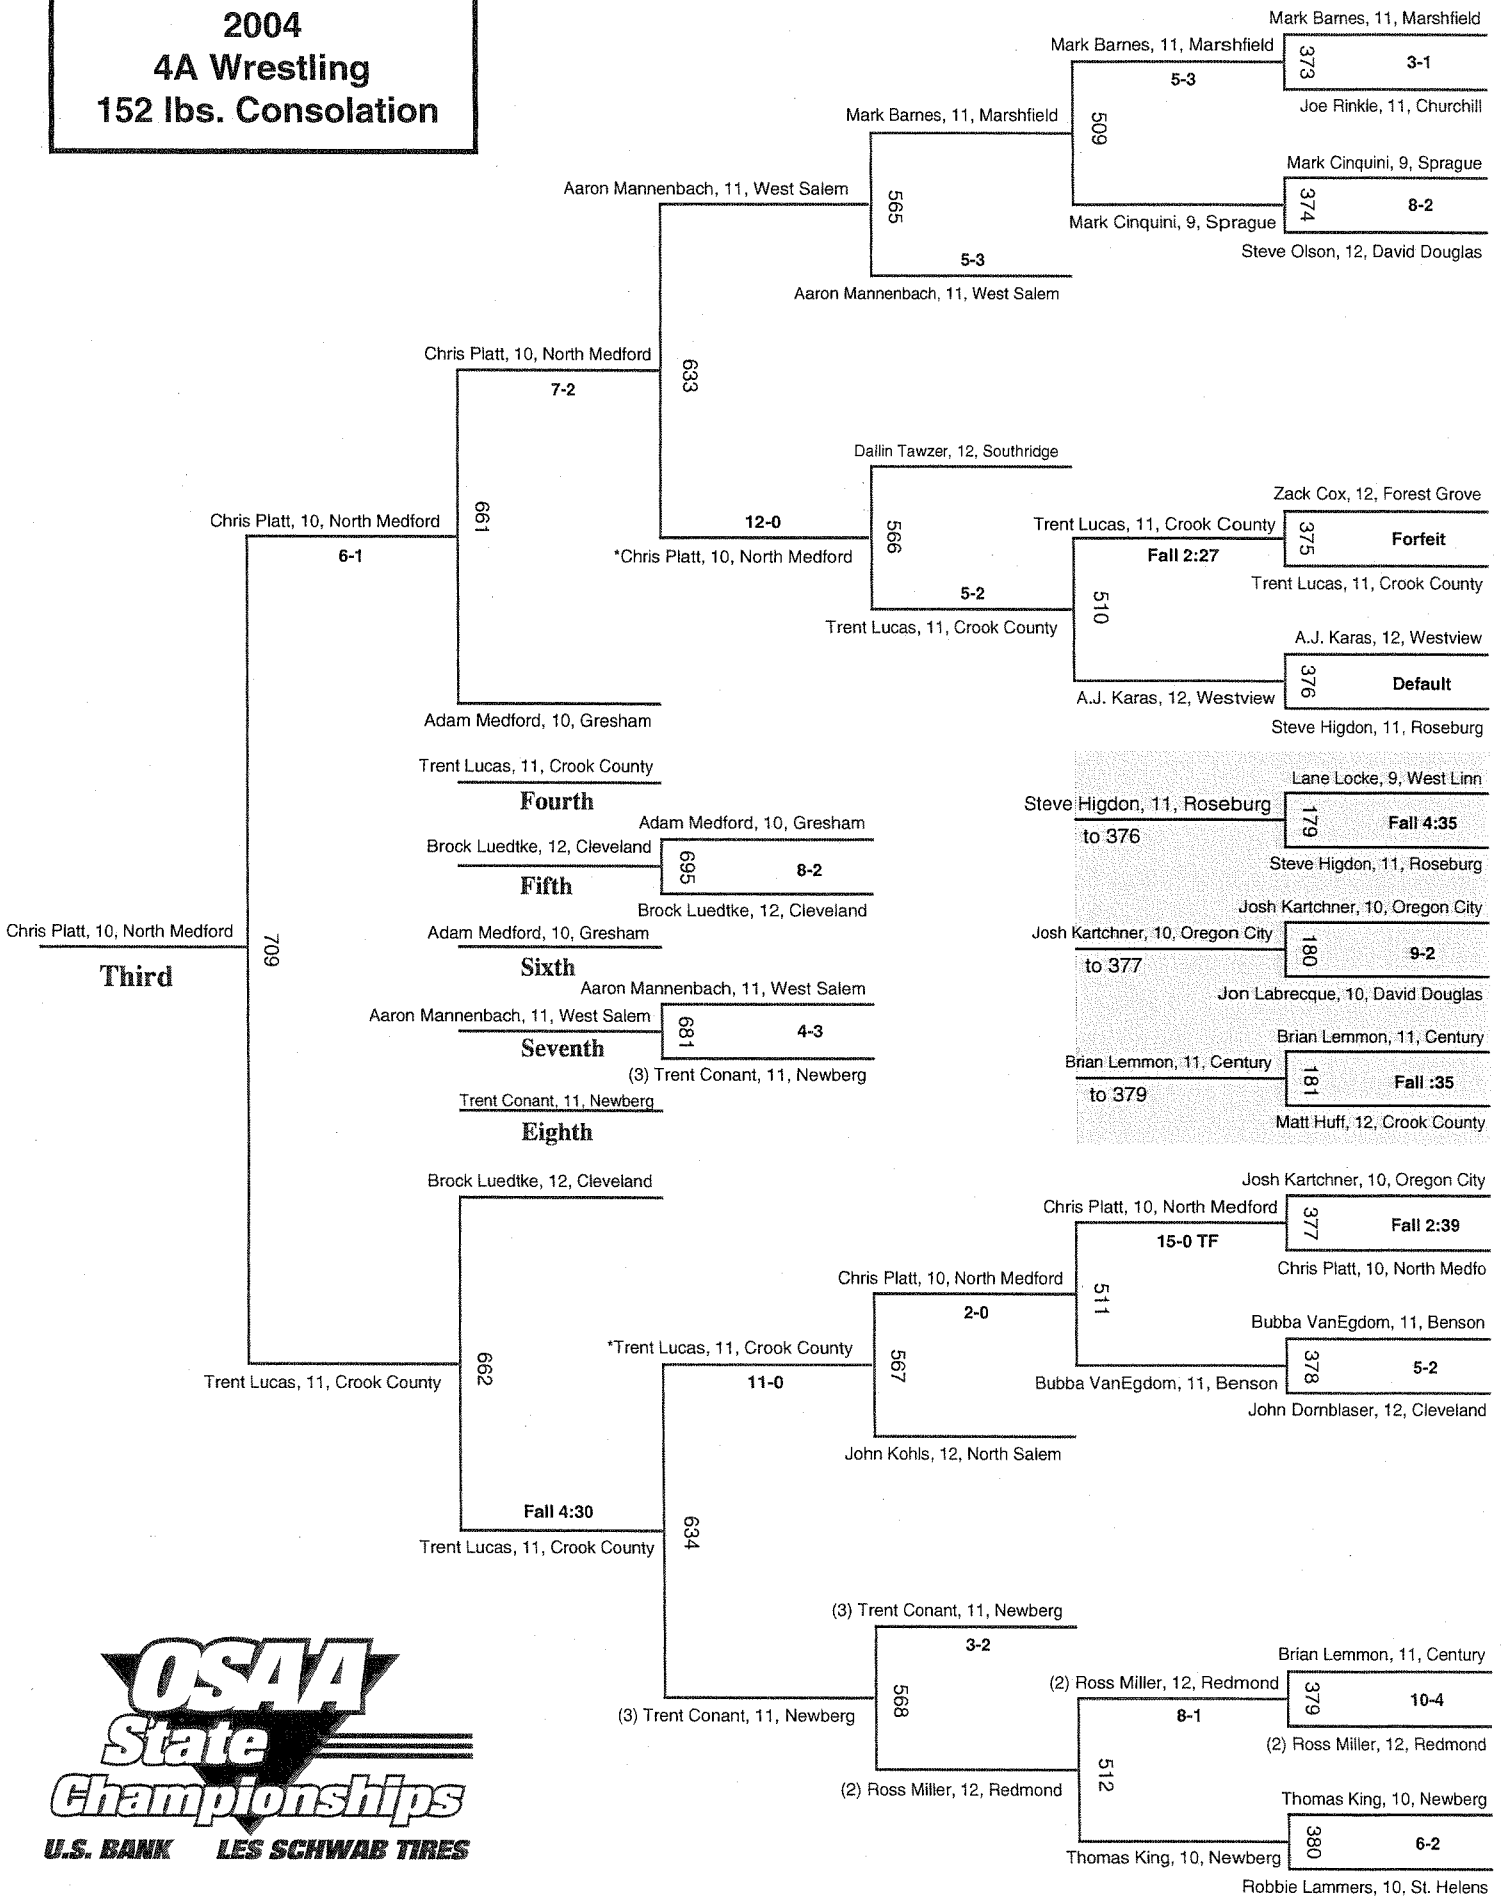 2004
4A Wrestling
152 lbs. Consolation
Mark Barnes, 11, Marshfield
373
3-1
Joe Rinkle, 11, Churchill
Mark Barnes, 11, Marshfield
5-3
509
Mark Cinquini, 9, Sprague
374
8-2
Steve Olson, 12, David Douglas
Mark Cinquini, 9, Sprague
Mark Barnes, 11, Marshfield
565
5-3
Aaron Mannenbach, 11, West Salem
Aaron Mannenbach, 11, West Salem
Chris Platt, 10, North Medford
7-2
633
Dailin Tawzer, 12, Southridge
566
12-0
*Chris Platt, 10, North Medford
5-2
Trent Lucas, 11, Crook County
Zack Cox, 12, Forest Grove
375
Forfeit
Trent Lucas, 11, Crook County
Trent Lucas, 11, Crook County
Fall 2:27
510
A.J. Karas, 12, Westview
376
Default
Steve Higdon, 11, Roseburg
A.J. Karas, 12, Westview
Chris Platt, 10, North Medford
6-1
661
Adam Medford, 10, Gresham
Trent Lucas, 11, Crook County
Fourth
Adam Medford, 10, Gresham
Brock Luedtke, 12, Cleveland
695
8-2
Fifth
Brock Luedtke, 12, Cleveland
Adam Medford, 10, Gresham
Sixth
Aaron Mannenbach, 11, West Salem
Aaron Mannenbach, 11, West Salem
681
4-3
Seventh
(3) Trent Conant, 11, Newberg
Trent Conant, 11, Newberg
Eighth
Chris Platt, 10, North Medford
Third
709
Lane Locke, 9, West Linn
Steve Higdon, 11, Roseburg
179
Fall 4:35
to 376
Steve Higdon, 11, Roseburg
Josh Kartchner, 10, Oregon City
Josh Kartchner, 10, Oregon City
180
9-2
to 377
Jon Labrecque, 10, David Douglas
Brian Lemmon, 11, Century
Brian Lemmon, 11, Century
181
Fall :35
to 379
Matt Huff, 12, Crook County
Brock Luedtke, 12, Cleveland
662
Trent Lucas, 11, Crook County
Josh Kartchner, 10, Oregon City
Chris Platt, 10, North Medford
377
Fall 2:39
15-0 TF
Chris Platt, 10, North Medfo
511
Bubba VanEgdom, 11, Benson
378
5-2
Bubba VanEgdom, 11, Benson
John Dornblaser, 12, Cleveland
Chris Platt, 10, North Medford
2-0
567
*Trent Lucas, 11, Crook County
11-0
John Kohls, 12, North Salem
Fall 4:30
Trent Lucas, 11, Crook County
634
(3) Trent Conant, 11, Newberg
3-2
568
(3) Trent Conant, 11, Newberg
(2) Ross Miller, 12, Redmond
Brian Lemmon, 11, Century
(2) Ross Miller, 12, Redmond
379
10-4
8-1
(2) Ross Miller, 12, Redmond
512
Thomas King, 10, Newberg
380
6-2
Thomas King, 10, Newberg
Robbie Lammers, 10, St. Helens
OSAA
State
Championships
U.S. BANK LES SCHWAB TIRES